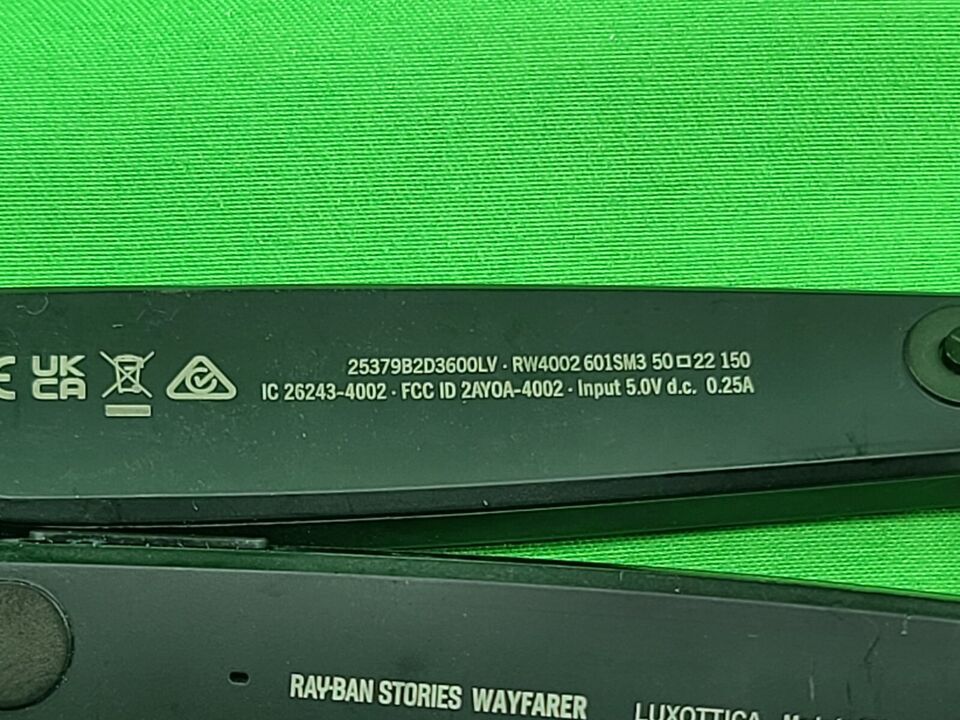 UK
CA
25379B2D3600LV · RW4002 601SM3 50□22 150
IC 26243-4002 · FCC ID 2AYOA-4002 · Input 5.0V d.c. 0.25A
RAY-BAN STORIES WAYFARER LUXOTTICA